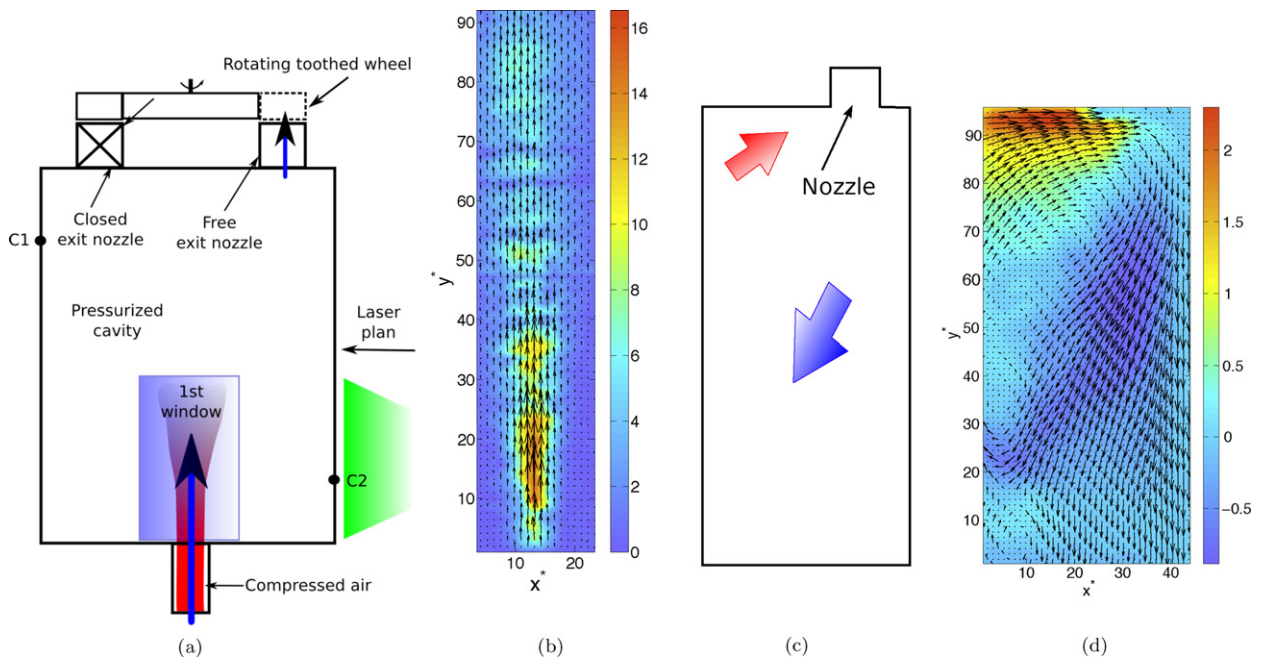 Rotating toothed wheel
Closed
exit nozzle
Free
exit nozzle
C1
Pressurized
cavity
Laser
plan
1st
window
C2
Compressed air
(a)
90
80
70
60
50
40
30
20
10
y*
10 20
x*
16
14
12
10
8
6
4
2
0
(b)
Nozzle
(c)
90
80
70
60
50
40
30
20
10
y*
10 20 30 40
x*
2
1.5
1
0.5
0
−0.5
(d)